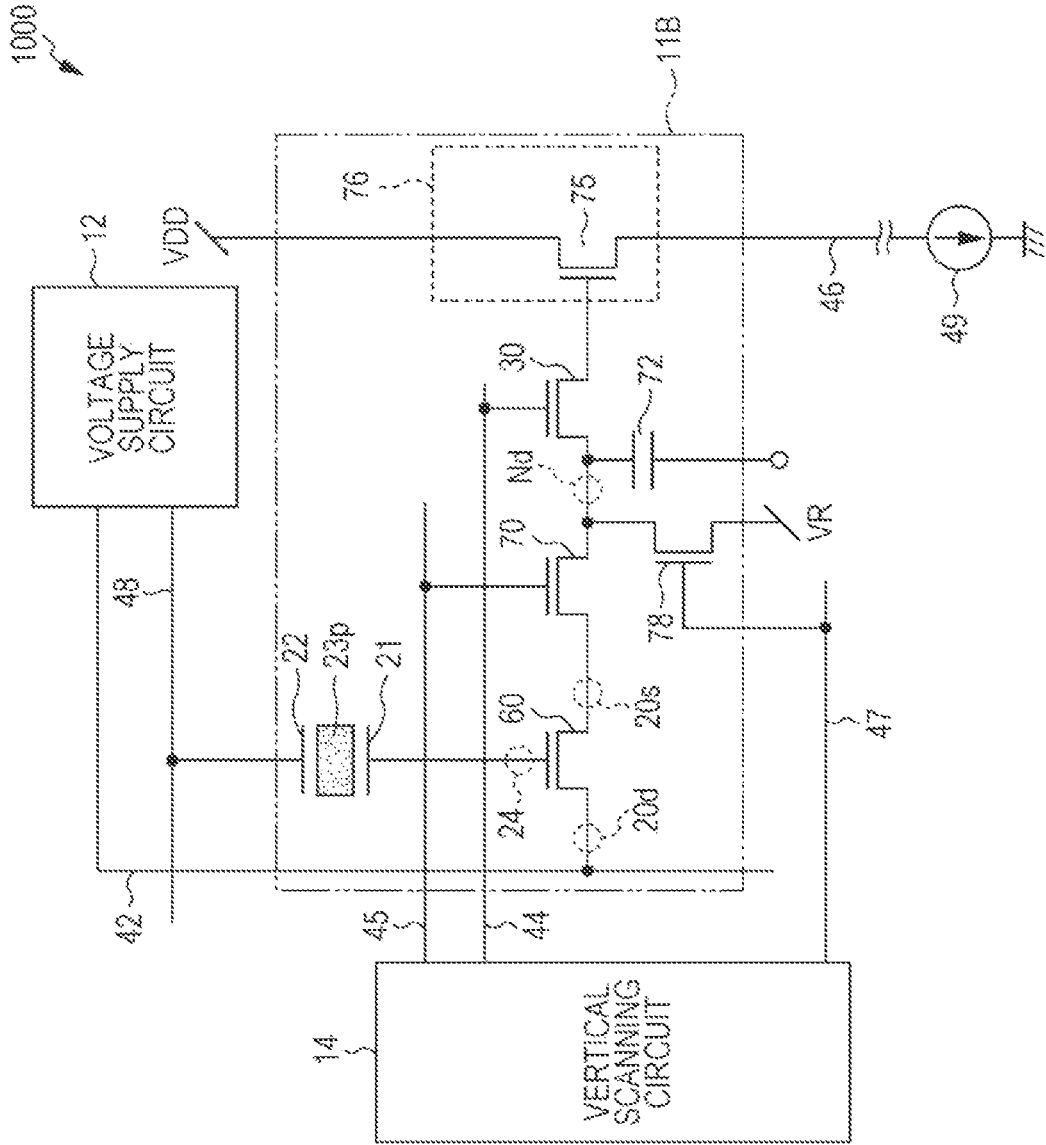 1000
12
VOLTAGE
SUPPLY
CIRCUIT
VDD
11B
76
75
48
42
22
23p
21
45
44
24
60
20d
20s
70
Nd
30
72
78
VR
47
46
49
14
VERTICAL
SCANNING
CIRCUIT